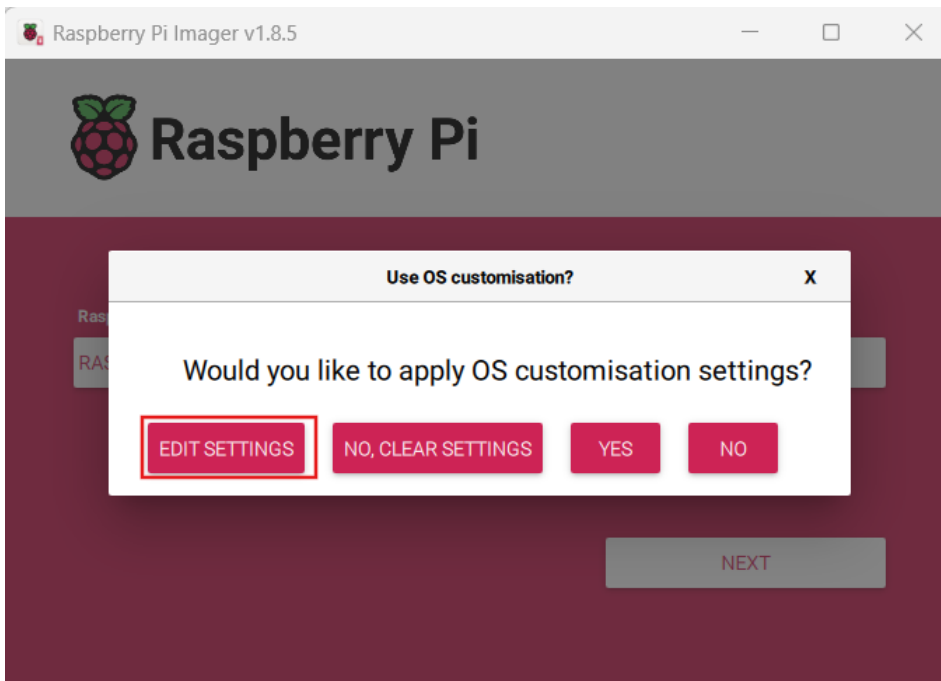 Raspberry Pi Imager v1.8.5
Raspberry Pi
Use OS customisation? X
Would you like to apply OS customisation settings?
EDIT SETTINGS NO, CLEAR SETTINGS YES NO
NEXT